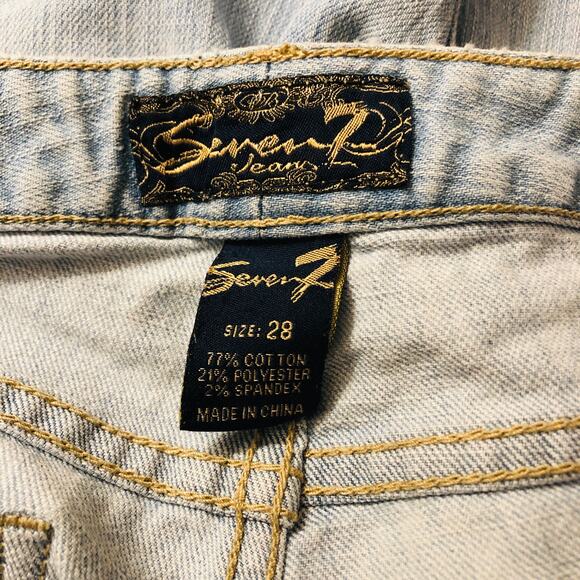 Seven7
Jeans
Seven7
SIZE: 28
77% COTTON
21% POLYESTER
2% SPANDEX
MADE IN CHINA